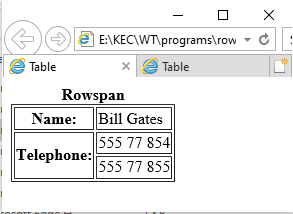 E:\KEC\WT\programs\row
Table
Table
Rowspan
Name: Bill Gates
Telephone: 555 77 854
555 77 855